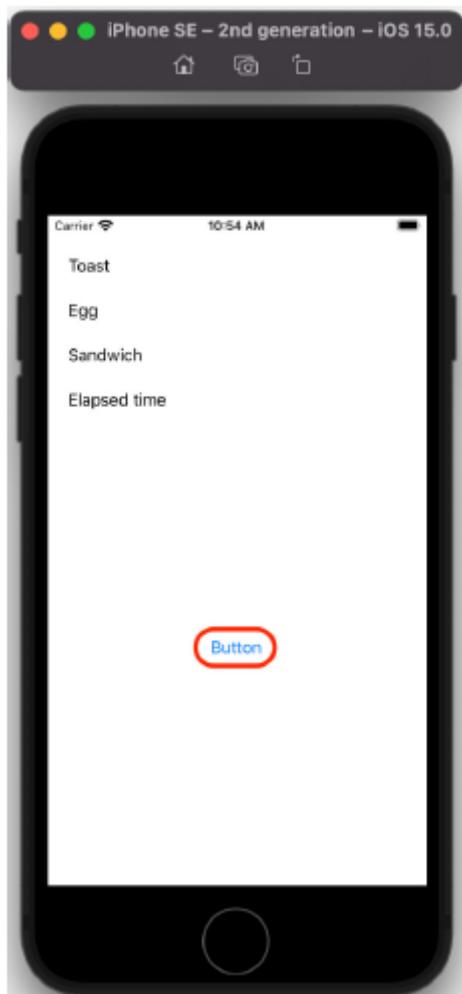 iPhone SE – 2nd generation – iOS 15.0
Carrier 10:54 AM
Toast
Egg
Sandwich
Elapsed time
Button